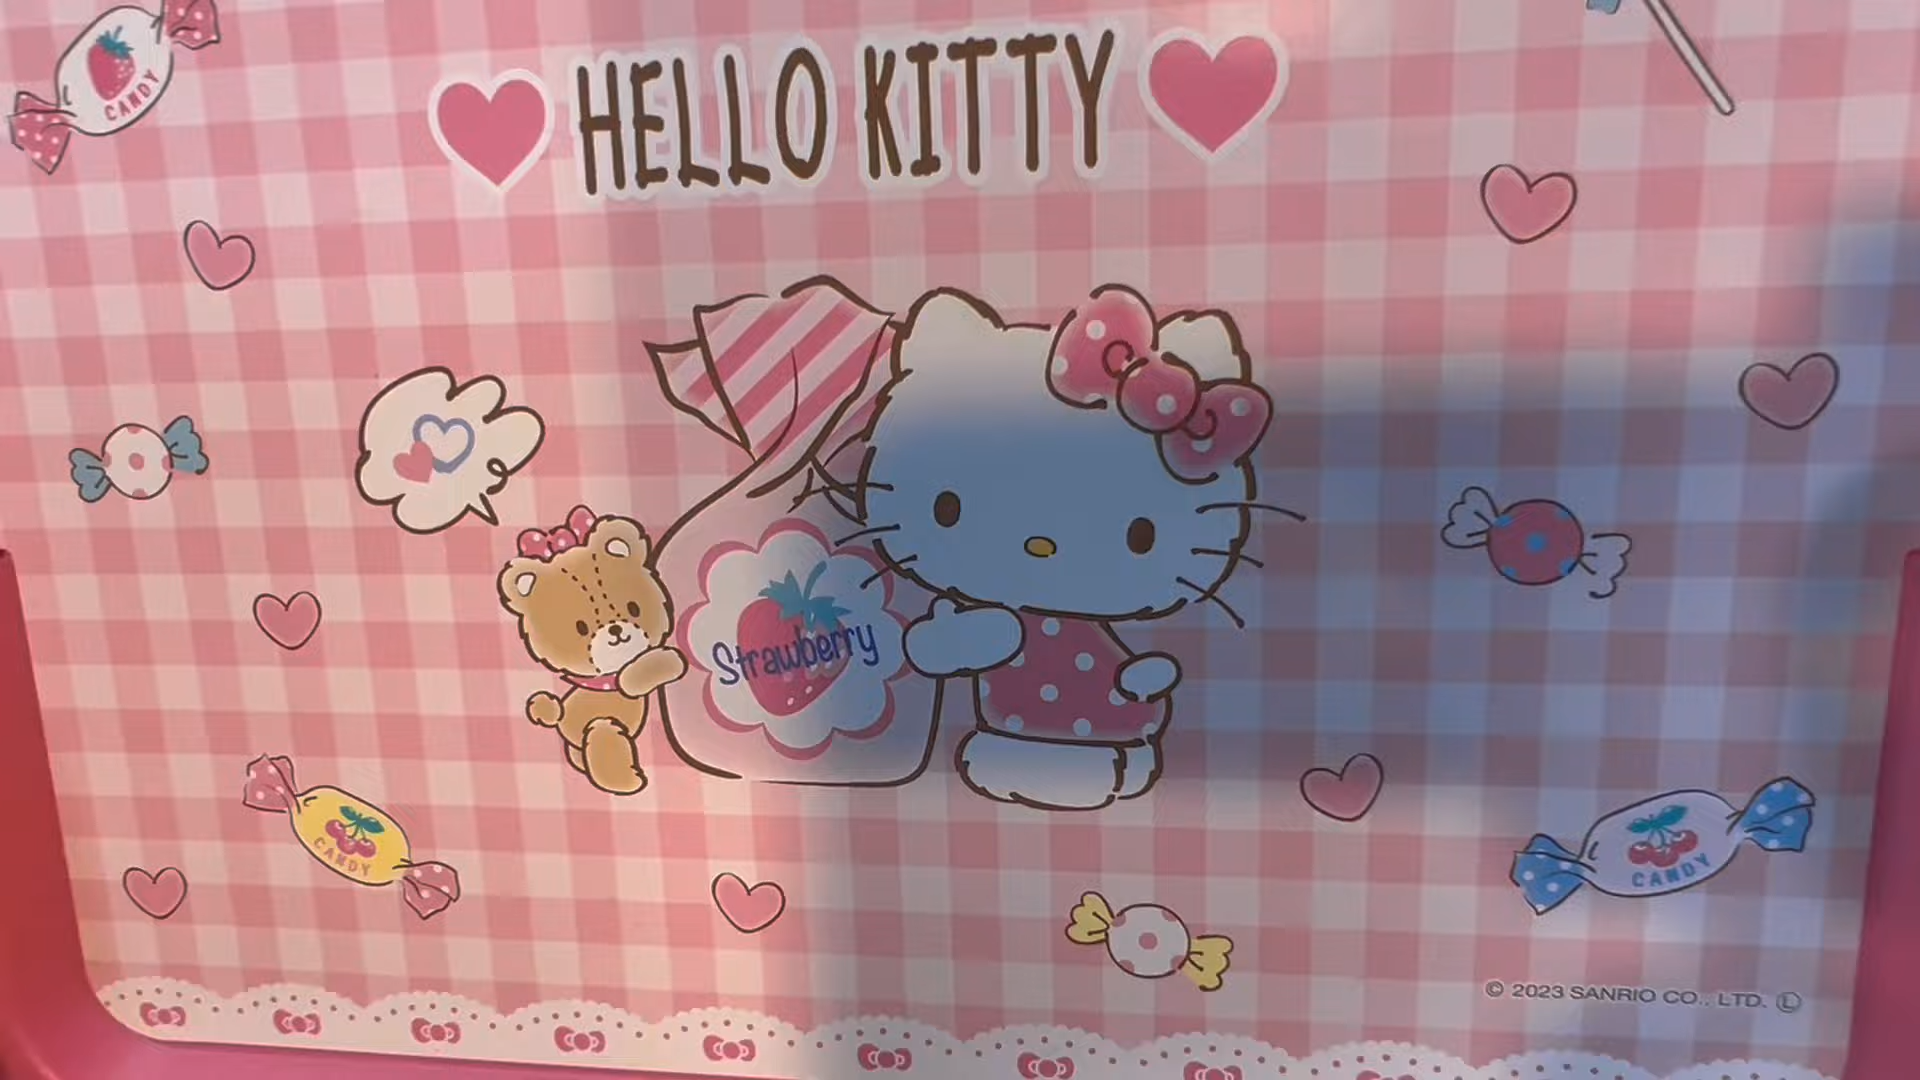 CANDY
HELLO KITTY
Strawberry
CANDY
CANDY
© 2023 SANRIO CO., LTD. Ⓛ